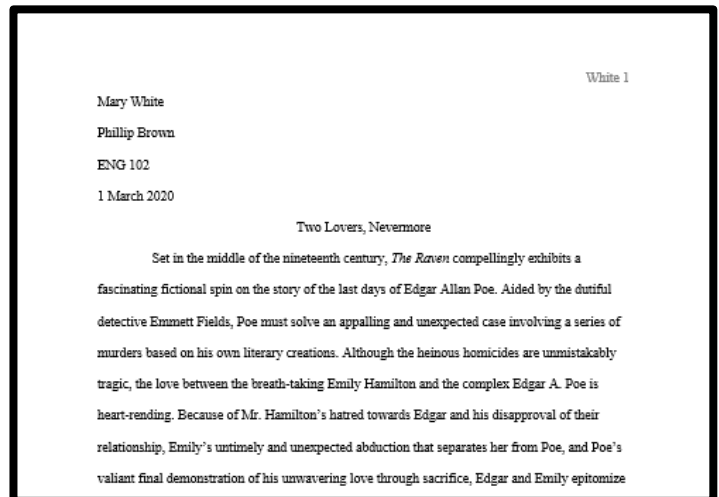 White 1
Mary White
Phillip Brown
ENG 102
1 March 2020
Two Lovers, Nevermore
Set in the middle of the nineteenth century, The Raven compellingly exhibits a
fascinating fictional spin on the story of the last days of Edgar Allan Poe. Aided by the dutiful
detective Emmett Fields, Poe must solve an appalling and unexpected case involving a series of
murders based on his own literary creations. Although the heinous homicides are unmistakably
tragic, the love between the breath-taking Emily Hamilton and the complex Edgar A. Poe is
heart-rending. Because of Mr. Hamilton’s hatred towards Edgar and his disapproval of their
relationship, Emily’s untimely and unexpected abduction that separates her from Poe, and Poe’s
valiant final demonstration of his unwavering love through sacrifice, Edgar and Emily epitomize